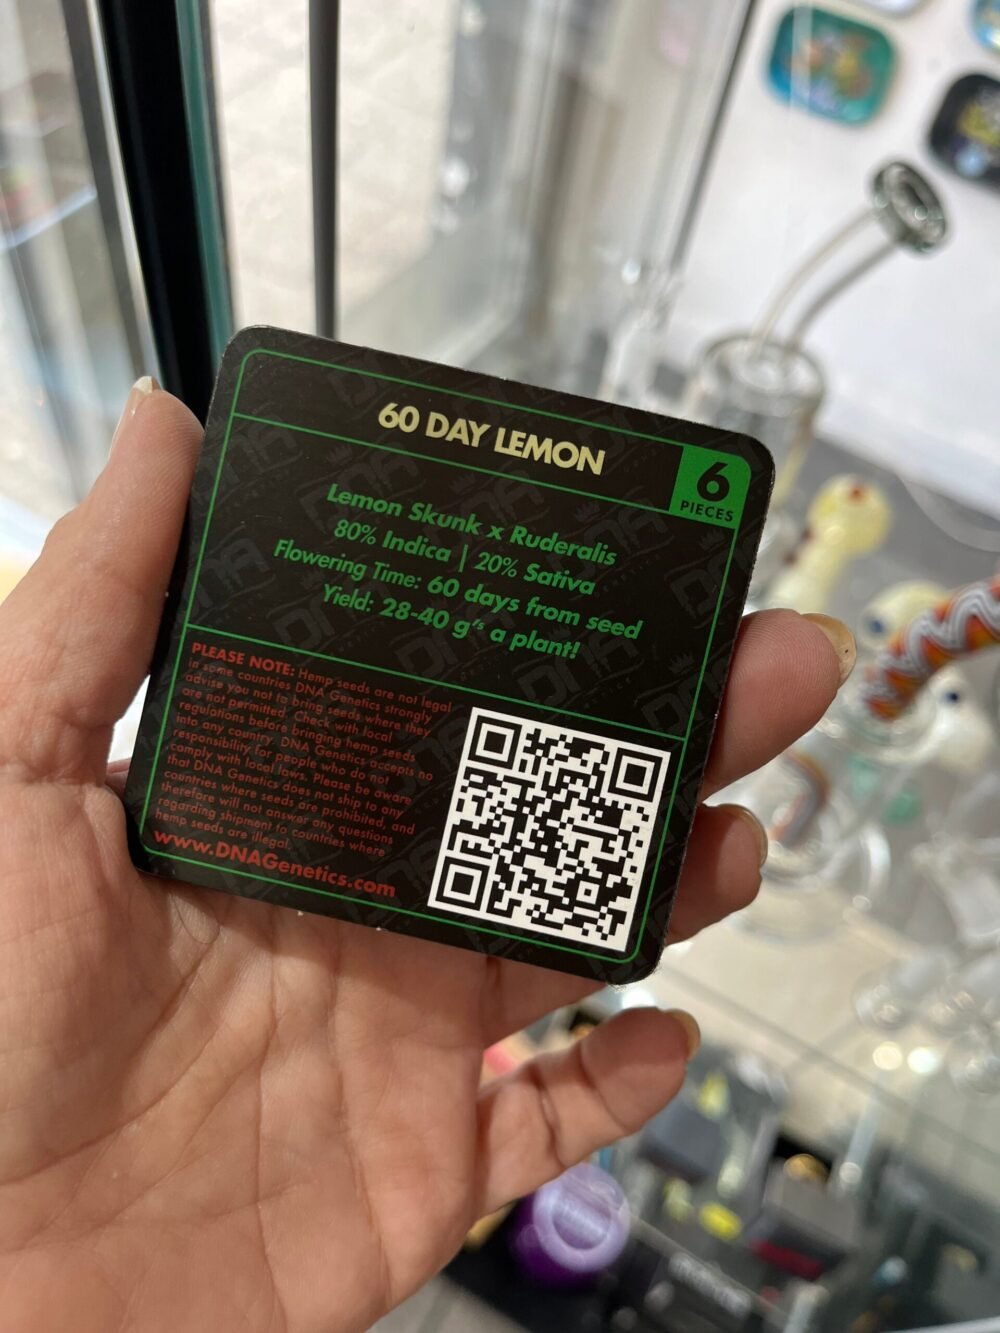 60 DAY LEMON
6
PIECES
Lemon Skunk x Ruderalis
80% Indica | 20% Sativa
Flowering Time: 60 days from seed
Yield: 28-40 g's a plant!
PLEASE NOTE: Hemp seeds are not legal
in some countries DNA Genetics strongly
advise you not to bring seeds where they
are not permitted. Check with local
regulations before bringing hemp seeds
into any country. DNA Genetics accepts no
responsibility for people who do not
comply with local laws. Please be aware
that DNA Genetics does not ship to any
countries where seeds are prohibited, and
therefore will not answer any questions
regarding shipment to countries where
hemp seeds are illegal.
www.DNAGenetics.com